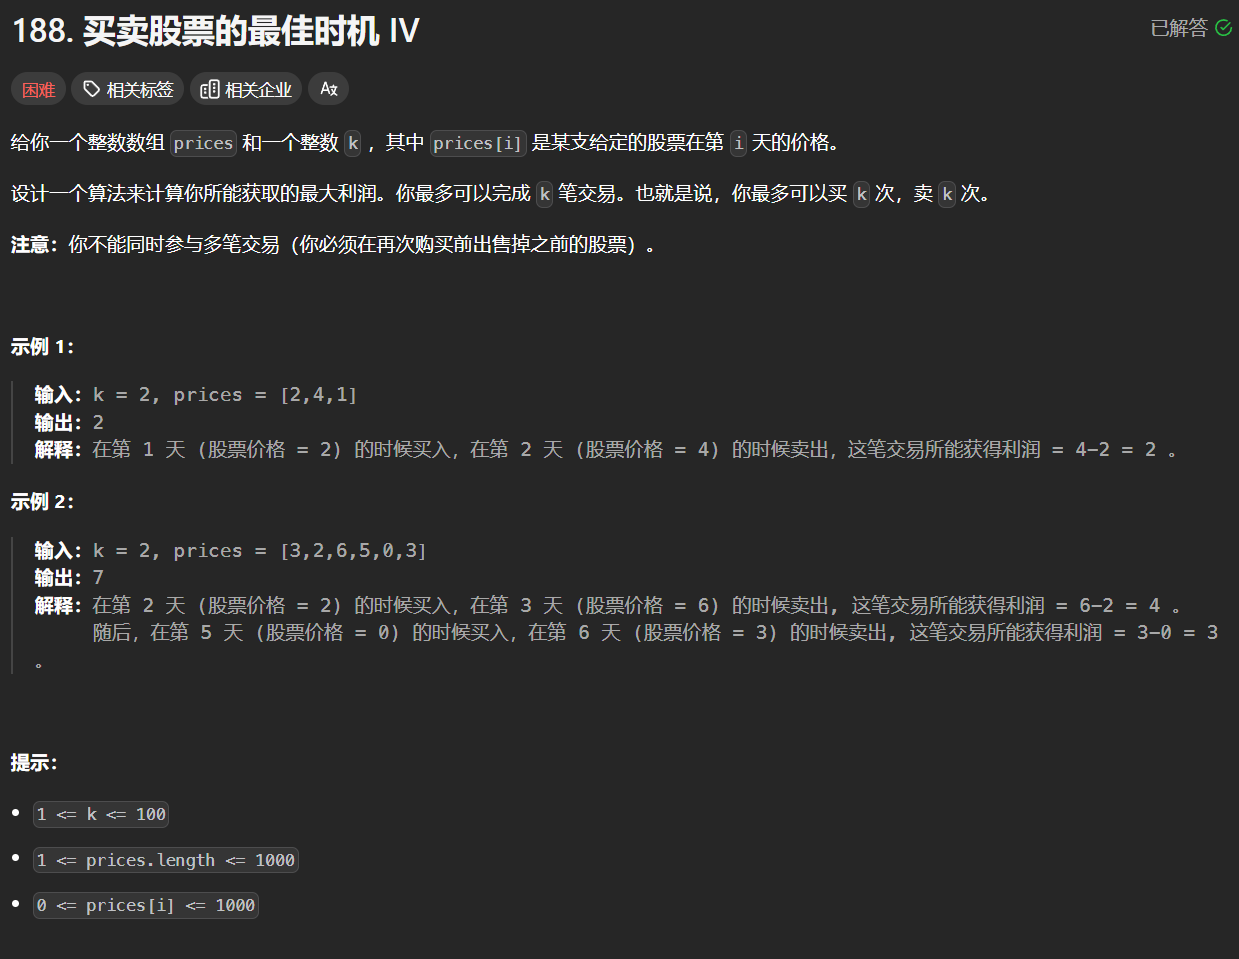 188. 买卖股票的最佳时机 IV
已解答
困难
相关标签
相关企业
给你一个整数数组 prices 和一个整数 k ，其中 prices[i] 是某支给定的股票在第 i 天的价格。
设计一个算法来计算你所能获取的最大利润。你最多可以完成 k 笔交易。也就是说，你最多可以买 k 次，卖 k 次。
注意：你不能同时参与多笔交易（你必须在再次购买前出售掉之前的股票）。
示例 1：
输入：k = 2, prices = [2,4,1]
输出：2
解释：在第 1 天 (股票价格 = 2) 的时候买入，在第 2 天 (股票价格 = 4) 的时候卖出，这笔交易所能获得利润 = 4-2 = 2 。
示例 2：
输入：k = 2, prices = [3,2,6,5,0,3]
输出：7
解释：在第 2 天 (股票价格 = 2) 的时候买入，在第 3 天 (股票价格 = 6) 的时候卖出, 这笔交易所能获得利润 = 6-2 = 4 。
随后，在第 5 天 (股票价格 = 0) 的时候买入，在第 6 天 (股票价格 = 3) 的时候卖出, 这笔交易所能获得利润 = 3-0 = 3
。
提示：
1 <= k <= 100
1 <= prices.length <= 1000
0 <= prices[i] <= 1000